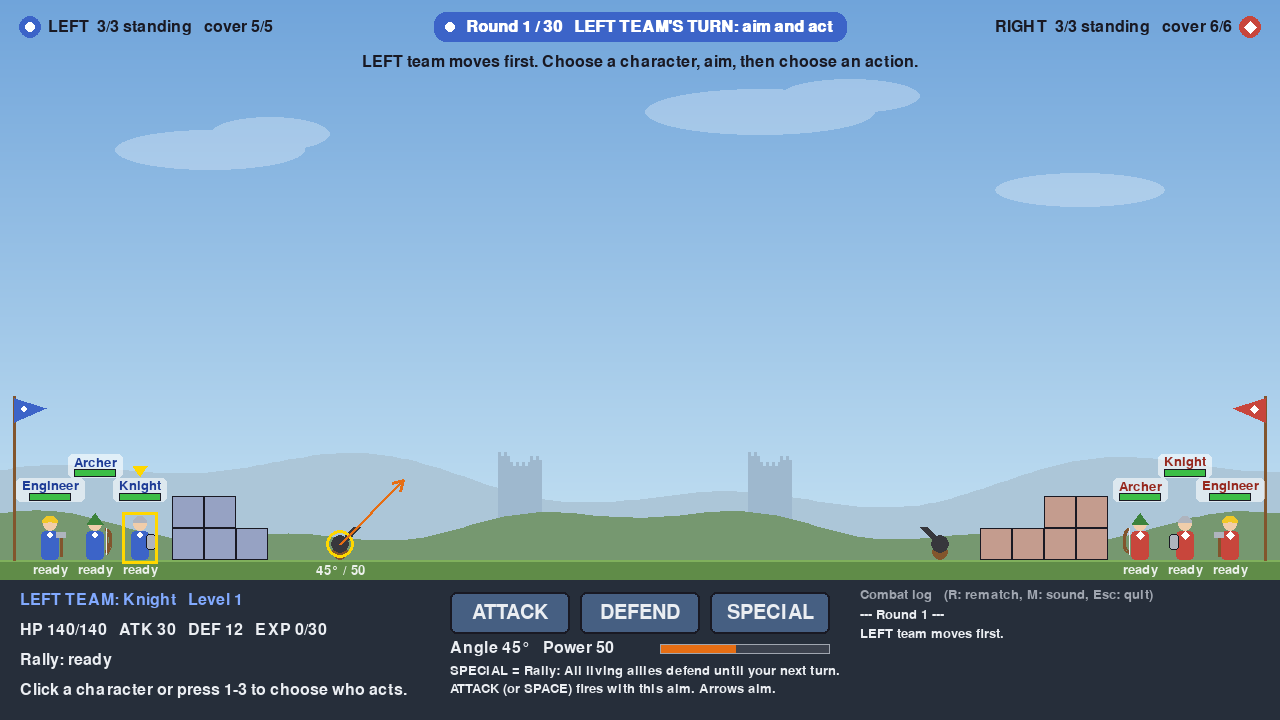 LEFT 3/3 standing cover 5/5
Round 1 / 30 LEFT TEAM'S TURN: aim and act
RIGHT 3/3 standing cover 6/6
LEFT team moves first. Choose a character, aim, then choose an action.
Archer
Engineer
Knight
Knight
Archer
Engineer
ready
ready
ready
45° / 50
ready
ready
ready
LEFT TEAM: Knight Level 1
HP 140/140 ATK 30 DEF 12 EXP 0/30
Rally: ready
Click a character or press 1-3 to choose who acts.
ATTACK
DEFEND
SPECIAL
Angle 45° Power 50
SPECIAL = Rally: All living allies defend until your next turn.
ATTACK (or SPACE) fires with this aim. Arrows aim.
Combat log (R: rematch, M: sound, Esc: quit)
--- Round 1 ---
LEFT team moves first.